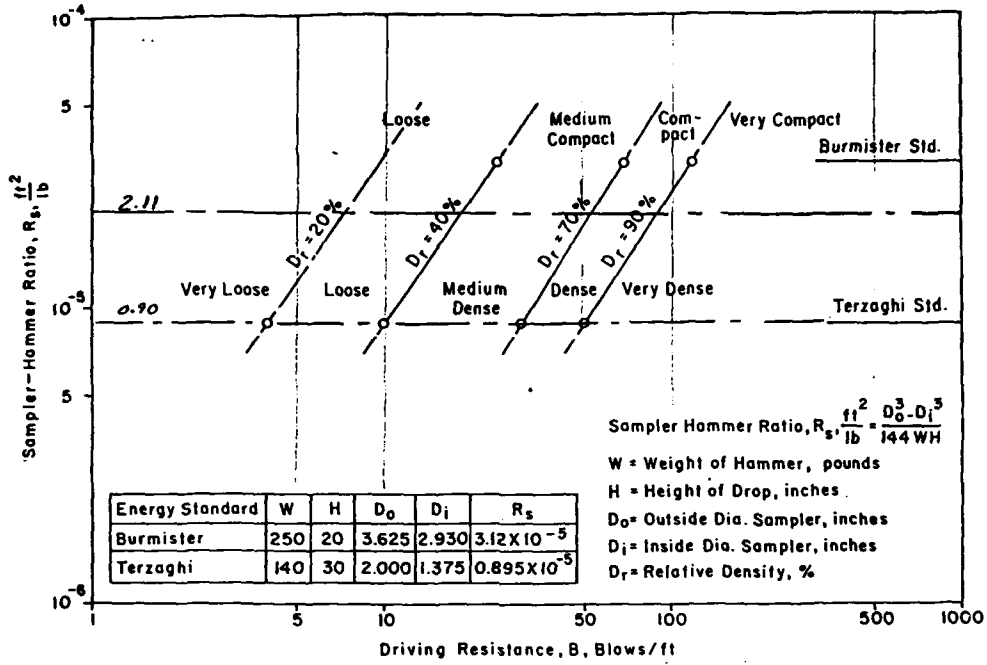 10⁻⁴
5
10⁻⁵
5
10⁻⁶
Sampler-Hammer Ratio, Rₛ, ft²/lb
Loose
Medium
Compact
Com-
pact
Very Compact
Burmister Std.
2.11
Dᵣ = 20%
Dᵣ = 40%
Dᵣ = 70%
Dᵣ = 90%
Very Loose
Loose
Medium
Dense
Dense
Very Dense
0.90
Terzaghi Std.
Sampler Hammer Ratio, Rₛ, ft²/lb = D₀³-Dᵢ³/144 WH
W = Weight of Hammer, pounds
H = Height of Drop, inches
D₀= Outside Dia. Sampler, inches
Dᵢ= Inside Dia. Sampler, inches
Dᵣ= Relative Density, %
Energy Standard W H D₀ Dᵢ Rₛ
Burmister 250 20 3.625 2.930 3.12X10⁻⁵
Terzaghi 140 30 2.000 1.375 0.895X10⁻⁵
1 5 10 50 100 500 1000
Driving Resistance, B, Blows/ft